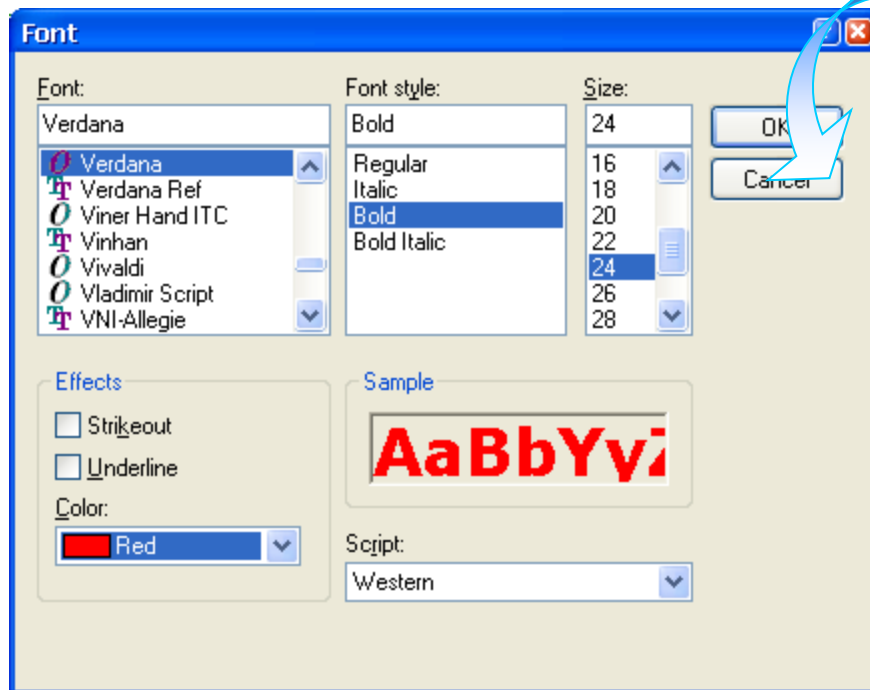 Font
Font:
Font style:
Size:
Verdana
Bold
24
OK
Cancel
Verdana
Verdana Ref
Viner Hand ITC
Vinhan
Vivaldi
Vladimir Script
VNI-Allegie
Regular
Italic
Bold
Bold Italic
16
18
20
22
24
26
28
Effects
Strikeout
Underline
Color:
Red
Sample
AaBbYyZ
Script:
Western